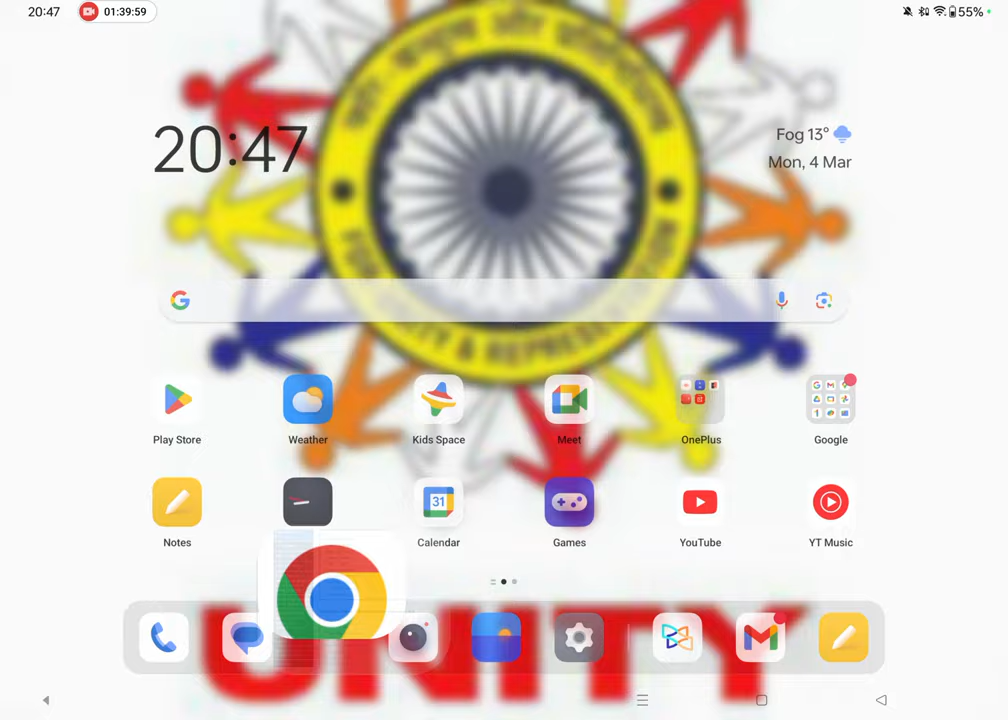 20:47 01:39:59 55%
20:47
Fog 13°
Mon, 4 Mar
Play Store Weather Kids Space Meet OnePlus Google
31
Notes Calendar Games YouTube YT Music
UNITY